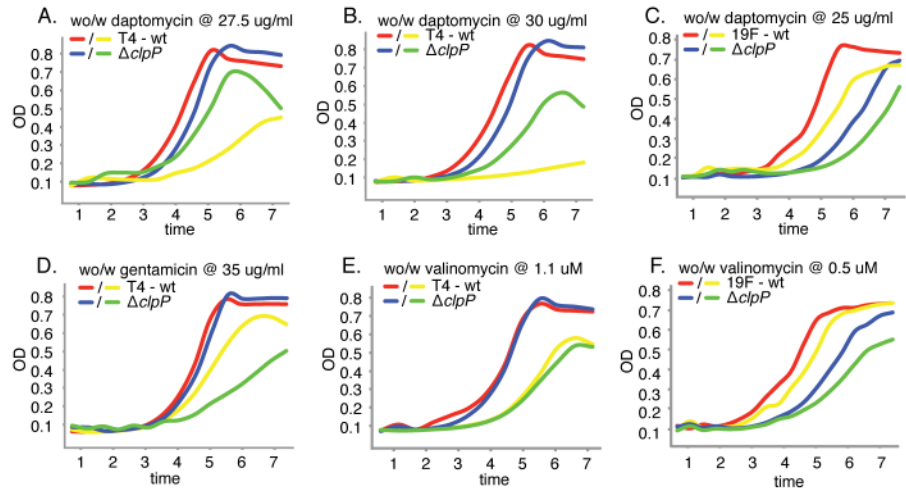 A. wo/w daptomycin @ 27.5 ug/ml
/ T4 - wt
/ ΔclpP
OD
0.8
0.7
0.6
0.5
0.4
0.3
0.2
0.1
1 2 3 4 5 6 7
time
B. wo/w daptomycin @ 30 ug/ml
/ T4 - wt
/ ΔclpP
OD
0.8
0.7
0.6
0.5
0.4
0.3
0.2
0.1
1 2 3 4 5 6 7
time
C. wo/w daptomycin @ 25 ug/ml
/ 19F - wt
/ ΔclpP
OD
0.8
0.7
0.6
0.5
0.4
0.3
0.2
0.1
1 2 3 4 5 6 7
time
D. wo/w gentamicin @ 35 ug/ml
/ T4 - wt
/ ΔclpP
OD
0.8
0.7
0.6
0.5
0.4
0.3
0.2
0.1
1 2 3 4 5 6 7
time
E. wo/w valinomycin @ 1.1 uM
/ T4 - wt
/ ΔclpP
OD
0.8
0.7
0.6
0.5
0.4
0.3
0.2
0.1
1 2 3 4 5 6 7
time
F. wo/w valinomycin @ 0.5 uM
/ 19F - wt
/ ΔclpP
OD
0.8
0.7
0.6
0.5
0.4
0.3
0.2
0.1
1 2 3 4 5 6 7
time